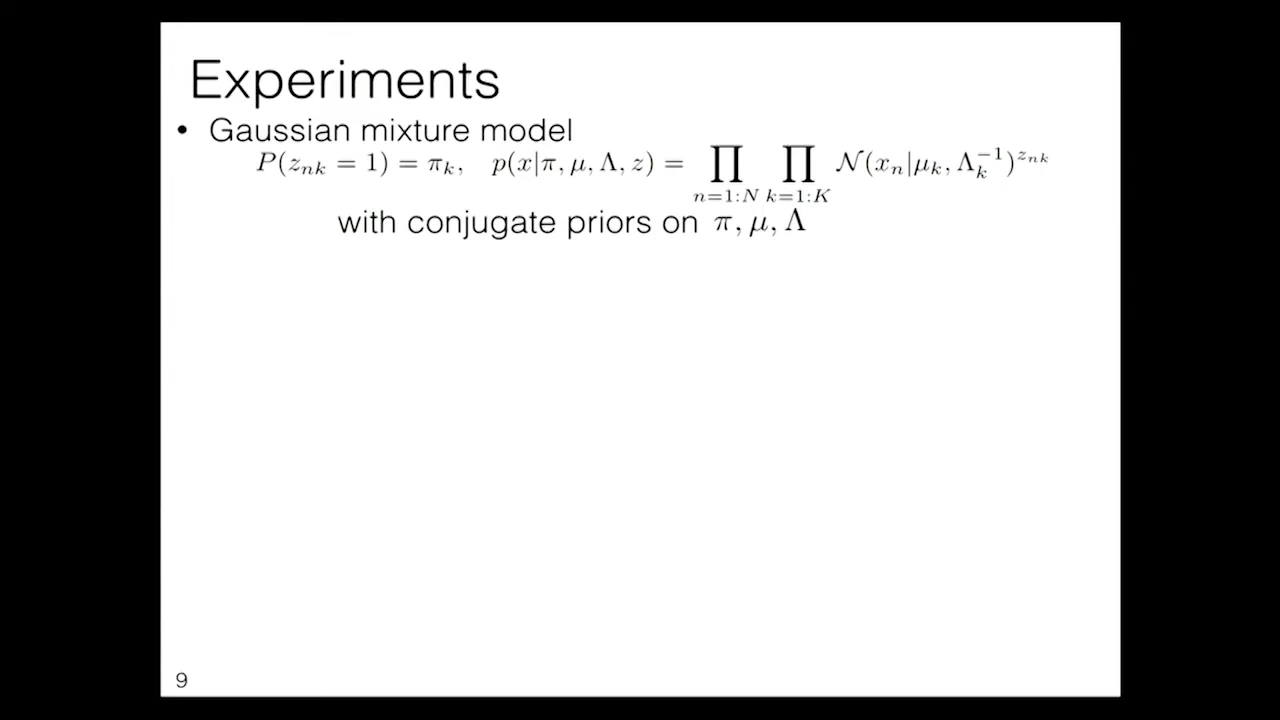 Experiments
• Gaussian mixture model
P(z_{nk} = 1) = π_k,   p(x|π, μ, Λ, z) = ∏_{n=1:N} ∏_{k=1:K} 𝒩(x_n|μ_k, Λ_k^{-1})^{z_{nk}}
with conjugate priors on π, μ, Λ
9